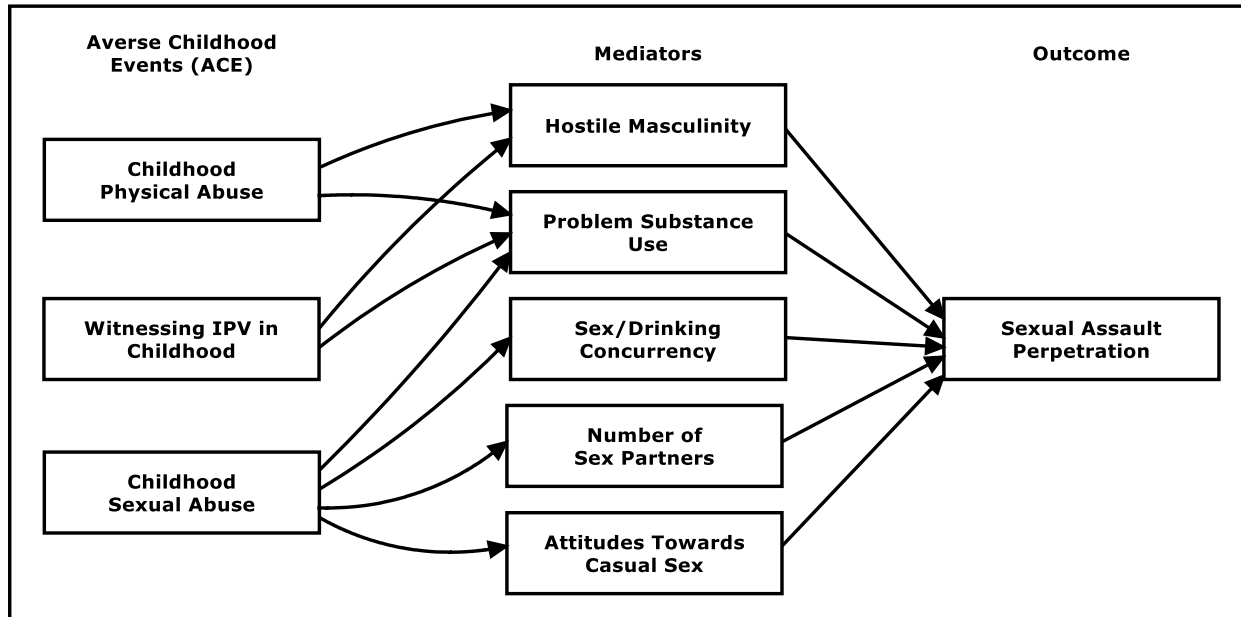 Averse Childhood
Events (ACE)
Mediators
Outcome
Hostile Masculinity
Childhood
Physical Abuse
Problem Substance
Use
Witnessing IPV in
Childhood
Sex/Drinking
Concurrency
Sexual Assault
Perpetration
Number of
Sex Partners
Childhood
Sexual Abuse
Attitudes Towards
Casual Sex